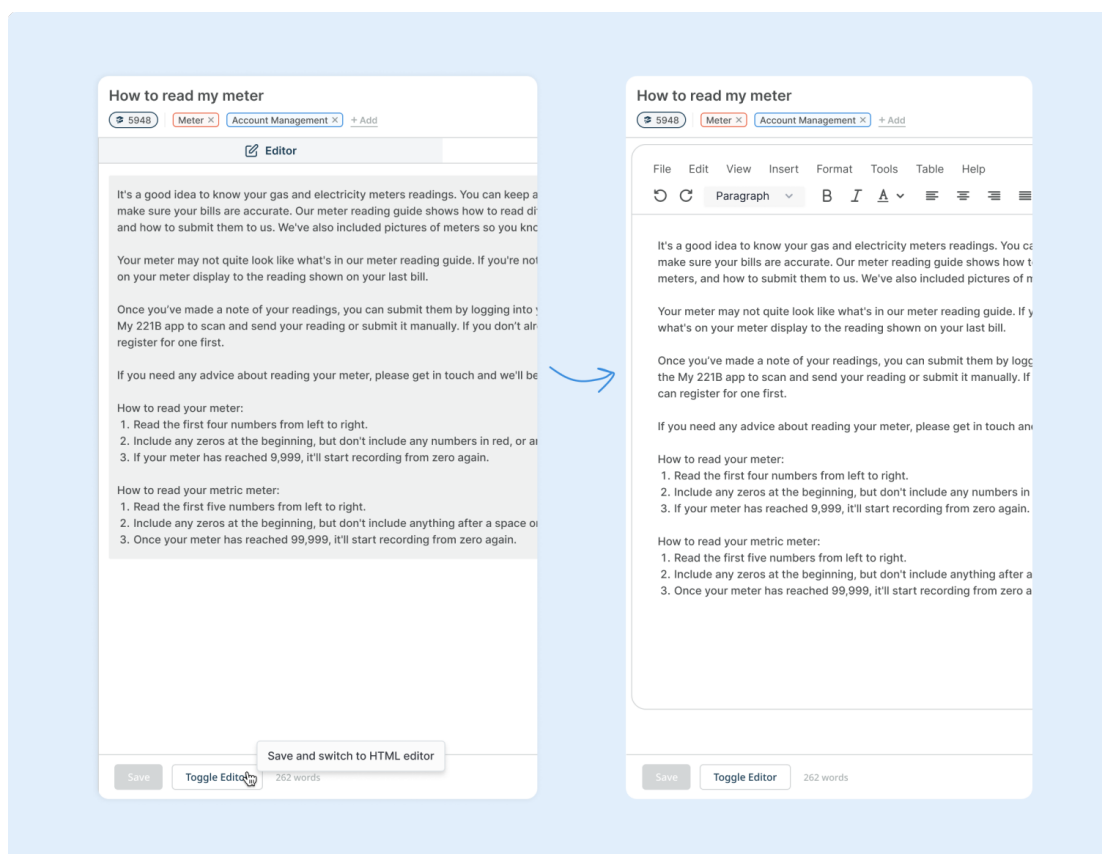 How to read my meter
5948 Meter × Account Management × + Add
Editor
It's a good idea to know your gas and electricity meters readings. You can keep a
make sure your bills are accurate. Our meter reading guide shows how to read di
and how to submit them to us. We've also included pictures of meters so you kno
Your meter may not quite look like what's in our meter reading guide. If you're not
on your meter display to the reading shown on your last bill.
Once you've made a note of your readings, you can submit them by logging into
My 221B app to scan and send your reading or submit it manually. If you don't alr
register for one first.
If you need any advice about reading your meter, please get in touch and we'll be
How to read your meter:
1. Read the first four numbers from left to right.
2. Include any zeros at the beginning, but don't include any numbers in red, or
3. If your meter has reached 9,999, it'll start recording from zero again.
How to read your metric meter:
1. Read the first five numbers from left to right.
2. Include any zeros at the beginning, but don't include anything after a space or
3. Once your meter has reached 99,999, it'll start recording from zero again.
Save and switch to HTML editor
Save Toggle Editor 262 words
How to read my meter
5948 Meter × Account Management × + Add
File Edit View Insert Format Tools Table Help
Paragraph B I A
It's a good idea to know your gas and electricity meters readings. You ca
make sure your bills are accurate. Our meter reading guide shows how t
meters, and how to submit them to us. We've also included pictures of m
Your meter may not quite look like what's in our meter reading guide. If y
what's on your meter display to the reading shown on your last bill.
Once you've made a note of your readings, you can submit them by logg
the My 221B app to scan and send your reading or submit it manually. If
can register for one first.
If you need any advice about reading your meter, please get in touch an
How to read your meter:
1. Read the first four numbers from left to right.
2. Include any zeros at the beginning, but don't include any numbers in
3. If your meter has reached 9,999, it'll start recording from zero again.
How to read your metric meter:
1. Read the first five numbers from left to right.
2. Include any zeros at the beginning, but don't include anything after a
3. Once your meter has reached 99,999, it'll start recording from zero a
Save Toggle Editor 262 words